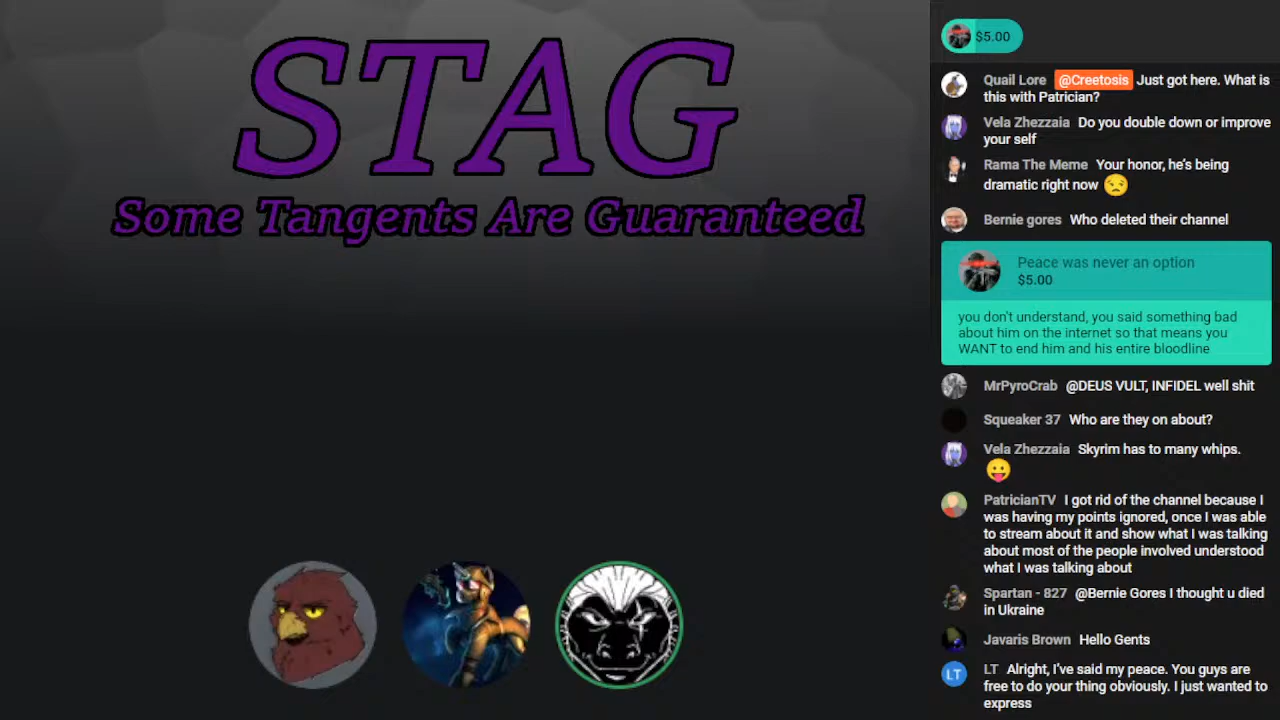 STAG
Some Tangents Are Guaranteed
$5.00
Quail Lore @Creetosis Just got here. What is
this with Patrician?
Vela Zhezzaia Do you double down or improve
your self
Rama The Meme Your honor, he's being
dramatic right now 😒
Bernie gores Who deleted their channel
Peace was never an option
$5.00
you don't understand, you said something bad
about him on the internet so that means you
WANT to end him and his entire bloodline
MrPyroCrab @DEUS VULT, INFIDEL well shit
Squeaker 37 Who are they on about?
Vela Zhezzaia Skyrim has to many whips.
😛
PatricianTV I got rid of the channel because I
was having my points ignored, once I was able
to stream about it and show what I was talking
about most of the people involved understood
what I was talking about
Spartan - 827 @Bernie Gores I thought u died
in Ukraine
Javaris Brown Hello Gents
LT LT Alright, I've said my peace. You guys are
free to do your thing obviously. I just wanted to
express